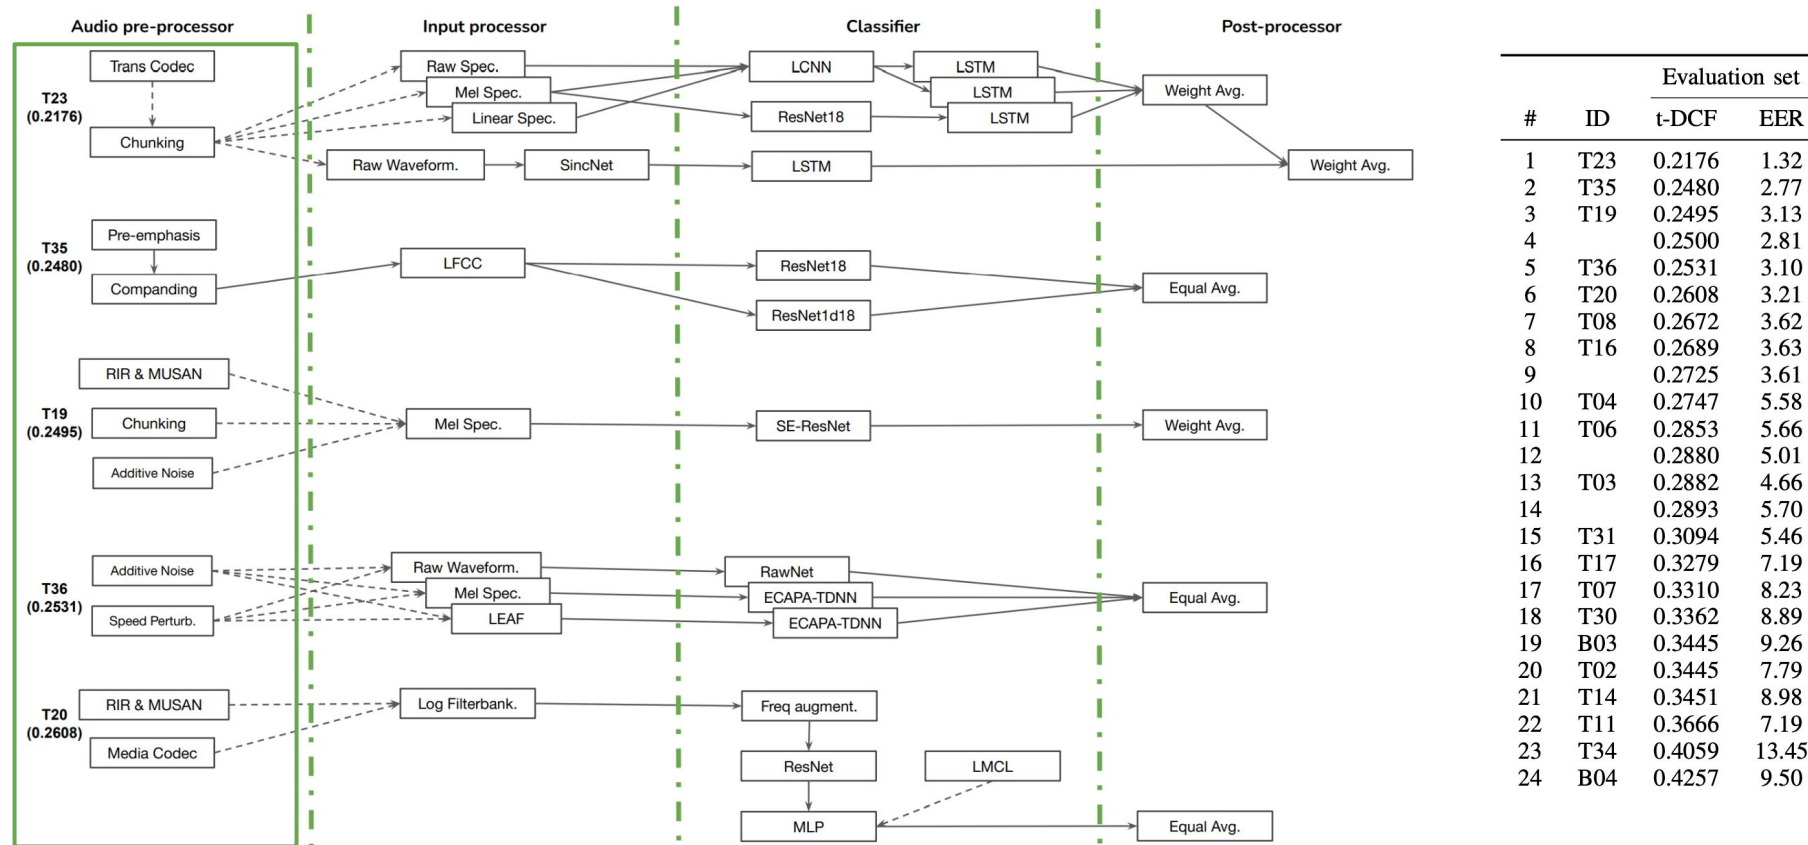 Audio pre-processor
Input processor
Classifier
Post-processor
T23
(0.2176)
Trans Codec
Chunking
Raw Spec.
Mel Spec.
Linear Spec.
Raw Waveform.
SincNet
LCNN
ResNet18
LSTM
LSTM
LSTM
LSTM
Weight Avg.
Weight Avg.
T35
(0.2480)
Pre-emphasis
Companding
LFCC
ResNet18
ResNet1d18
Equal Avg.
T19
(0.2495)
RIR & MUSAN
Chunking
Additive Noise
Mel Spec.
SE-ResNet
Weight Avg.
T36
(0.2531)
Additive Noise
Speed Perturb.
Raw Waveform.
Mel Spec.
LEAF
RawNet
ECAPA-TDNN
ECAPA-TDNN
Equal Avg.
T20
(0.2608)
RIR & MUSAN
Media Codec
Log Filterbank.
Freq augment.
ResNet
LMCL
MLP
Equal Avg.
Evaluation set
# ID t-DCF EER
1 T23 0.2176 1.32
2 T35 0.2480 2.77
3 T19 0.2495 3.13
4 0.2500 2.81
5 T36 0.2531 3.10
6 T20 0.2608 3.21
7 T08 0.2672 3.62
8 T16 0.2689 3.63
9 0.2725 3.61
10 T04 0.2747 5.58
11 T06 0.2853 5.66
12 0.2880 5.01
13 T03 0.2882 4.66
14 0.2893 5.70
15 T31 0.3094 5.46
16 T17 0.3279 7.19
17 T07 0.3310 8.23
18 T30 0.3362 8.89
19 B03 0.3445 9.26
20 T02 0.3445 7.79
21 T14 0.3451 8.98
22 T11 0.3666 7.19
23 T34 0.4059 13.45
24 B04 0.4257 9.50